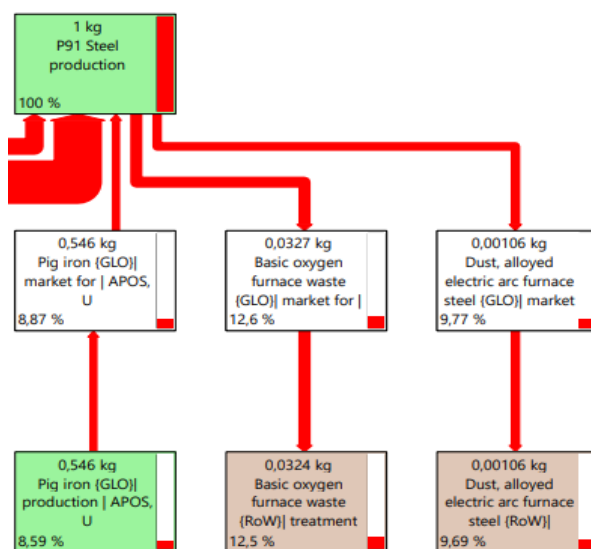 1 kg
P91 Steel
production
100 %
0,546 kg
Pig iron {GLO}|
market for | APOS,
U
8,87 %
0,0327 kg
Basic oxygen
furnace waste
{GLO}| market for |
12,6 %
0,00106 kg
Dust, alloyed
electric arc furnace
steel {GLO}| market
9,77 %
0,546 kg
Pig iron {GLO}|
production | APOS,
U
8,59 %
0,0324 kg
Basic oxygen
furnace waste
{RoW}| treatment
12,5 %
0,00106 kg
Dust, alloyed
electric arc furnace
steel {RoW}|
9,69 %